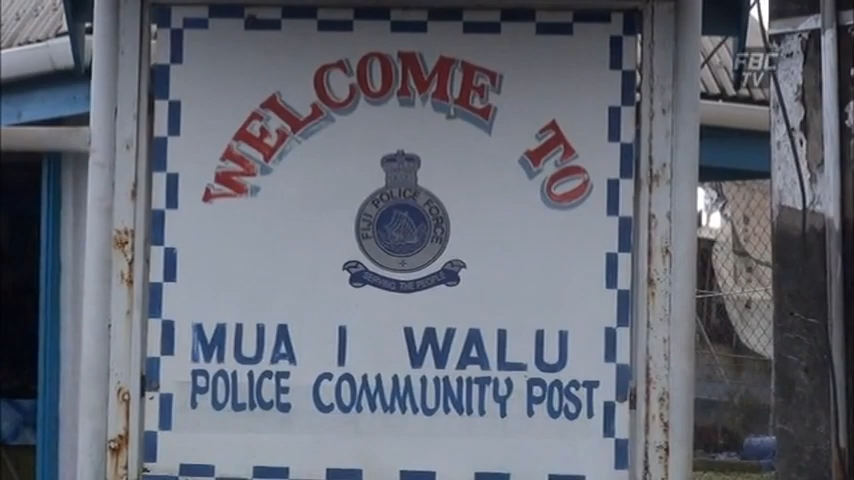 FBC
TV
WELCOME TO
FIJI POLICE FORCE
SERVING THE PEOPLE
MUA I WALU
POLICE COMMUNITY POST